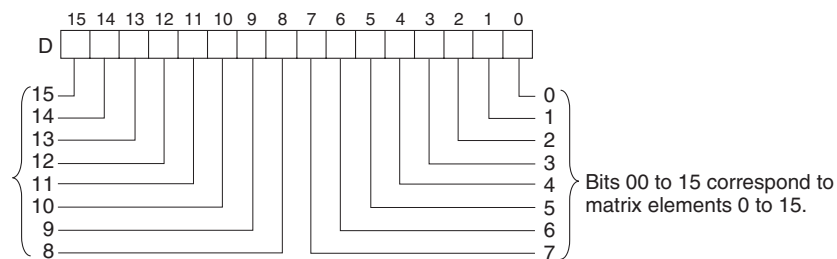 15 14 13 12 11 10 9 8 7 6 5 4 3 2 1 0
D
15 0
14 1
13 2
12 3
11 4
10 5
9 6
8 7
Bits 00 to 15 correspond to
matrix elements 0 to 15.